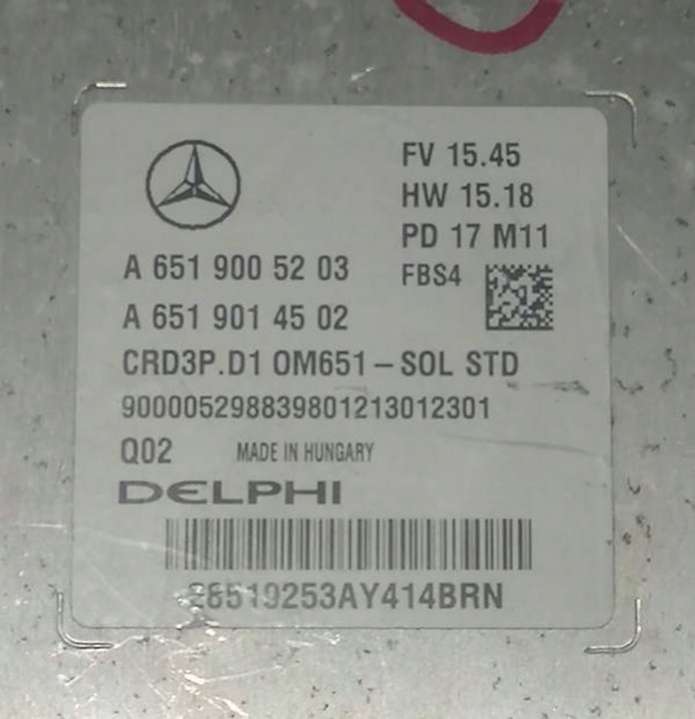 FV 15.45
HW 15.18
PD 17 M11
A 651 900 52 03
FBS4
A 651 901 45 02
CRD3P.D1 OM651–SOL STD
900005298839801213012301
Q02 MADE IN HUNGARY
DELPHI
28519253AY414BRN